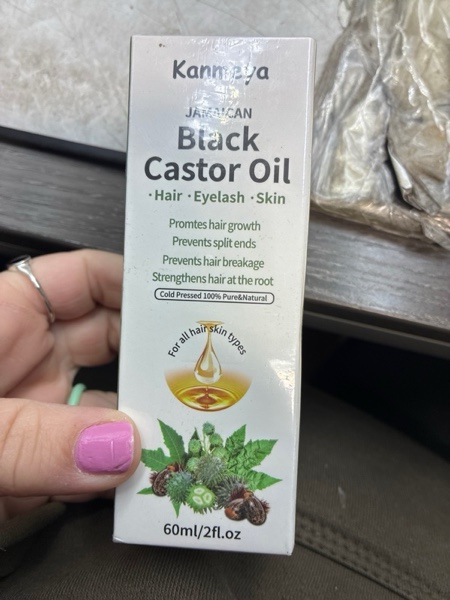 Kanmeya
JAMAICAN
Black
Castor Oil
·Hair ·Eyelash ·Skin
Promtes hair growth
Prevents split ends
Prevents hair breakage
Strengthens hair at the root
Cold Pressed 100% Pure&Natural
For all hair skin types
60ml/2fl.oz